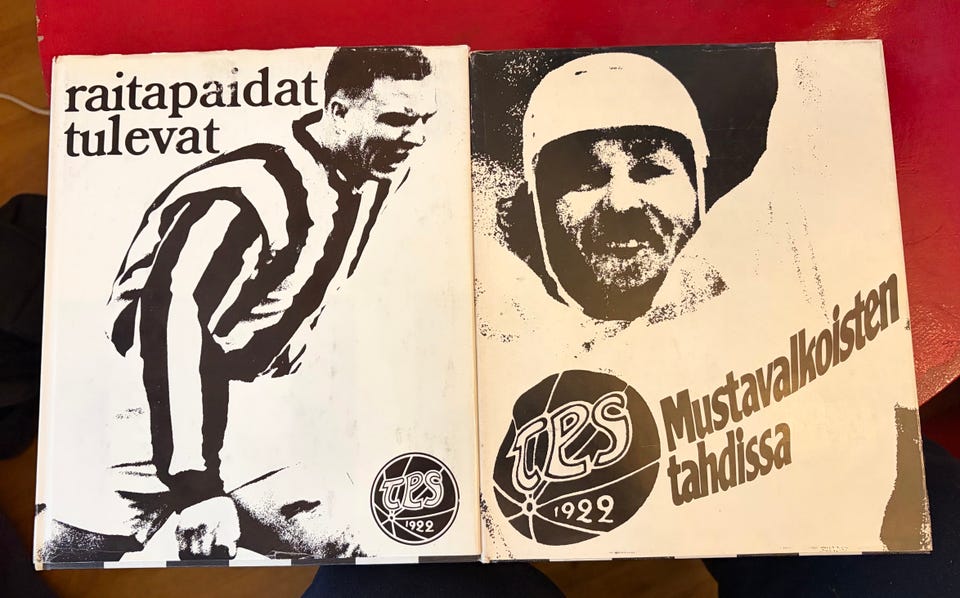 raitapaidat
tulevat
TPS
1922
Mustavalkoisten
tahdissa
TPS
1922